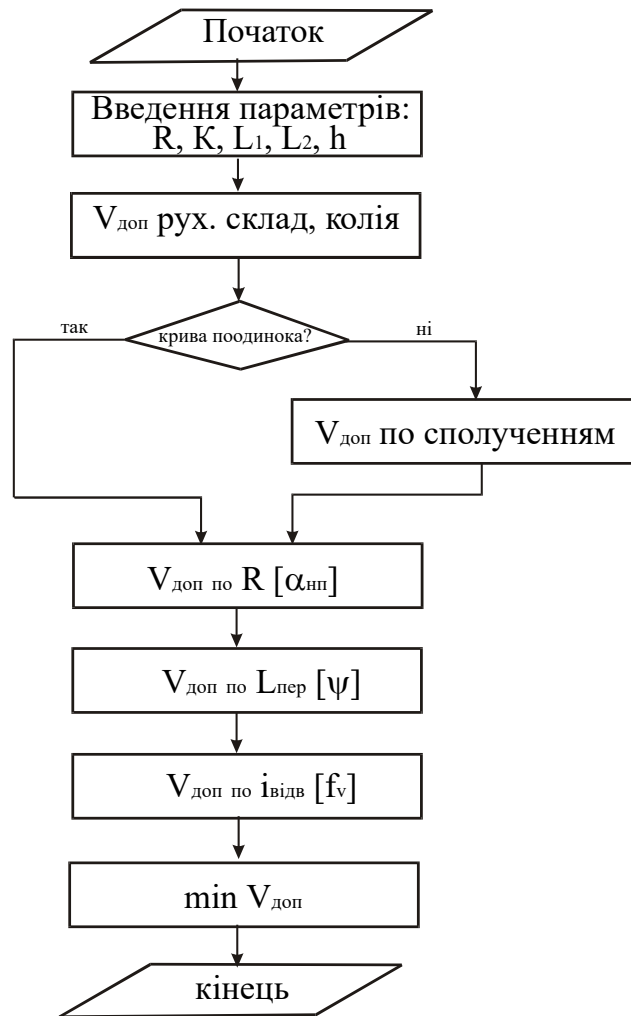 Початок
Введення параметрів:
R, К, L₁, L₂, h
Vдоп рух. склад, колія
крива поодинока?
так
ні
Vдоп по сполученням
Vдоп по R [αнп]
Vдоп по Lпер [ψ]
Vдоп по iвідв [fv]
min Vдоп
кінець